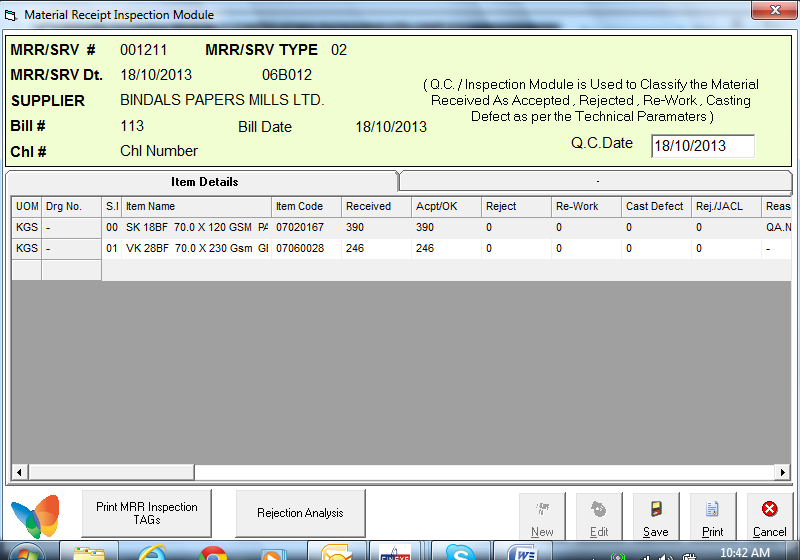 Material Receipt Inspection Module
MRR/SRV # 001211 MRR/SRV TYPE 02
MRR/SRV Dt. 18/10/2013 06B012
SUPPLIER BINDALS PAPERS MILLS LTD.
Bill # 113 Bill Date 18/10/2013
Chl # Chl Number
( Q.C. / Inspection Module is Used to Classify the Material
Received As Accepted , Rejected , Re-Work , Casting
Defect as per the Technical Paramaters )
Q.C.Date 18/10/2013
Item Details -
UOM Drg No. S.I Item Name Item Code Received Acpt/OK Reject Re-Work Cast Defect Rej./JACL Reas
KGS - 00 SK 18BF 70.0 X 120 GSM PA 07020167 390 390 0 0 0 0 QA.N
KGS - 01 VK 28BF 70.0 X 230 Gsm GI 07060028 246 246 0 0 0 0 -
Print MRR Inspection
TAGs
Rejection Analysis
New Edit Save Print Cancel
FINSYS
10:42 AM